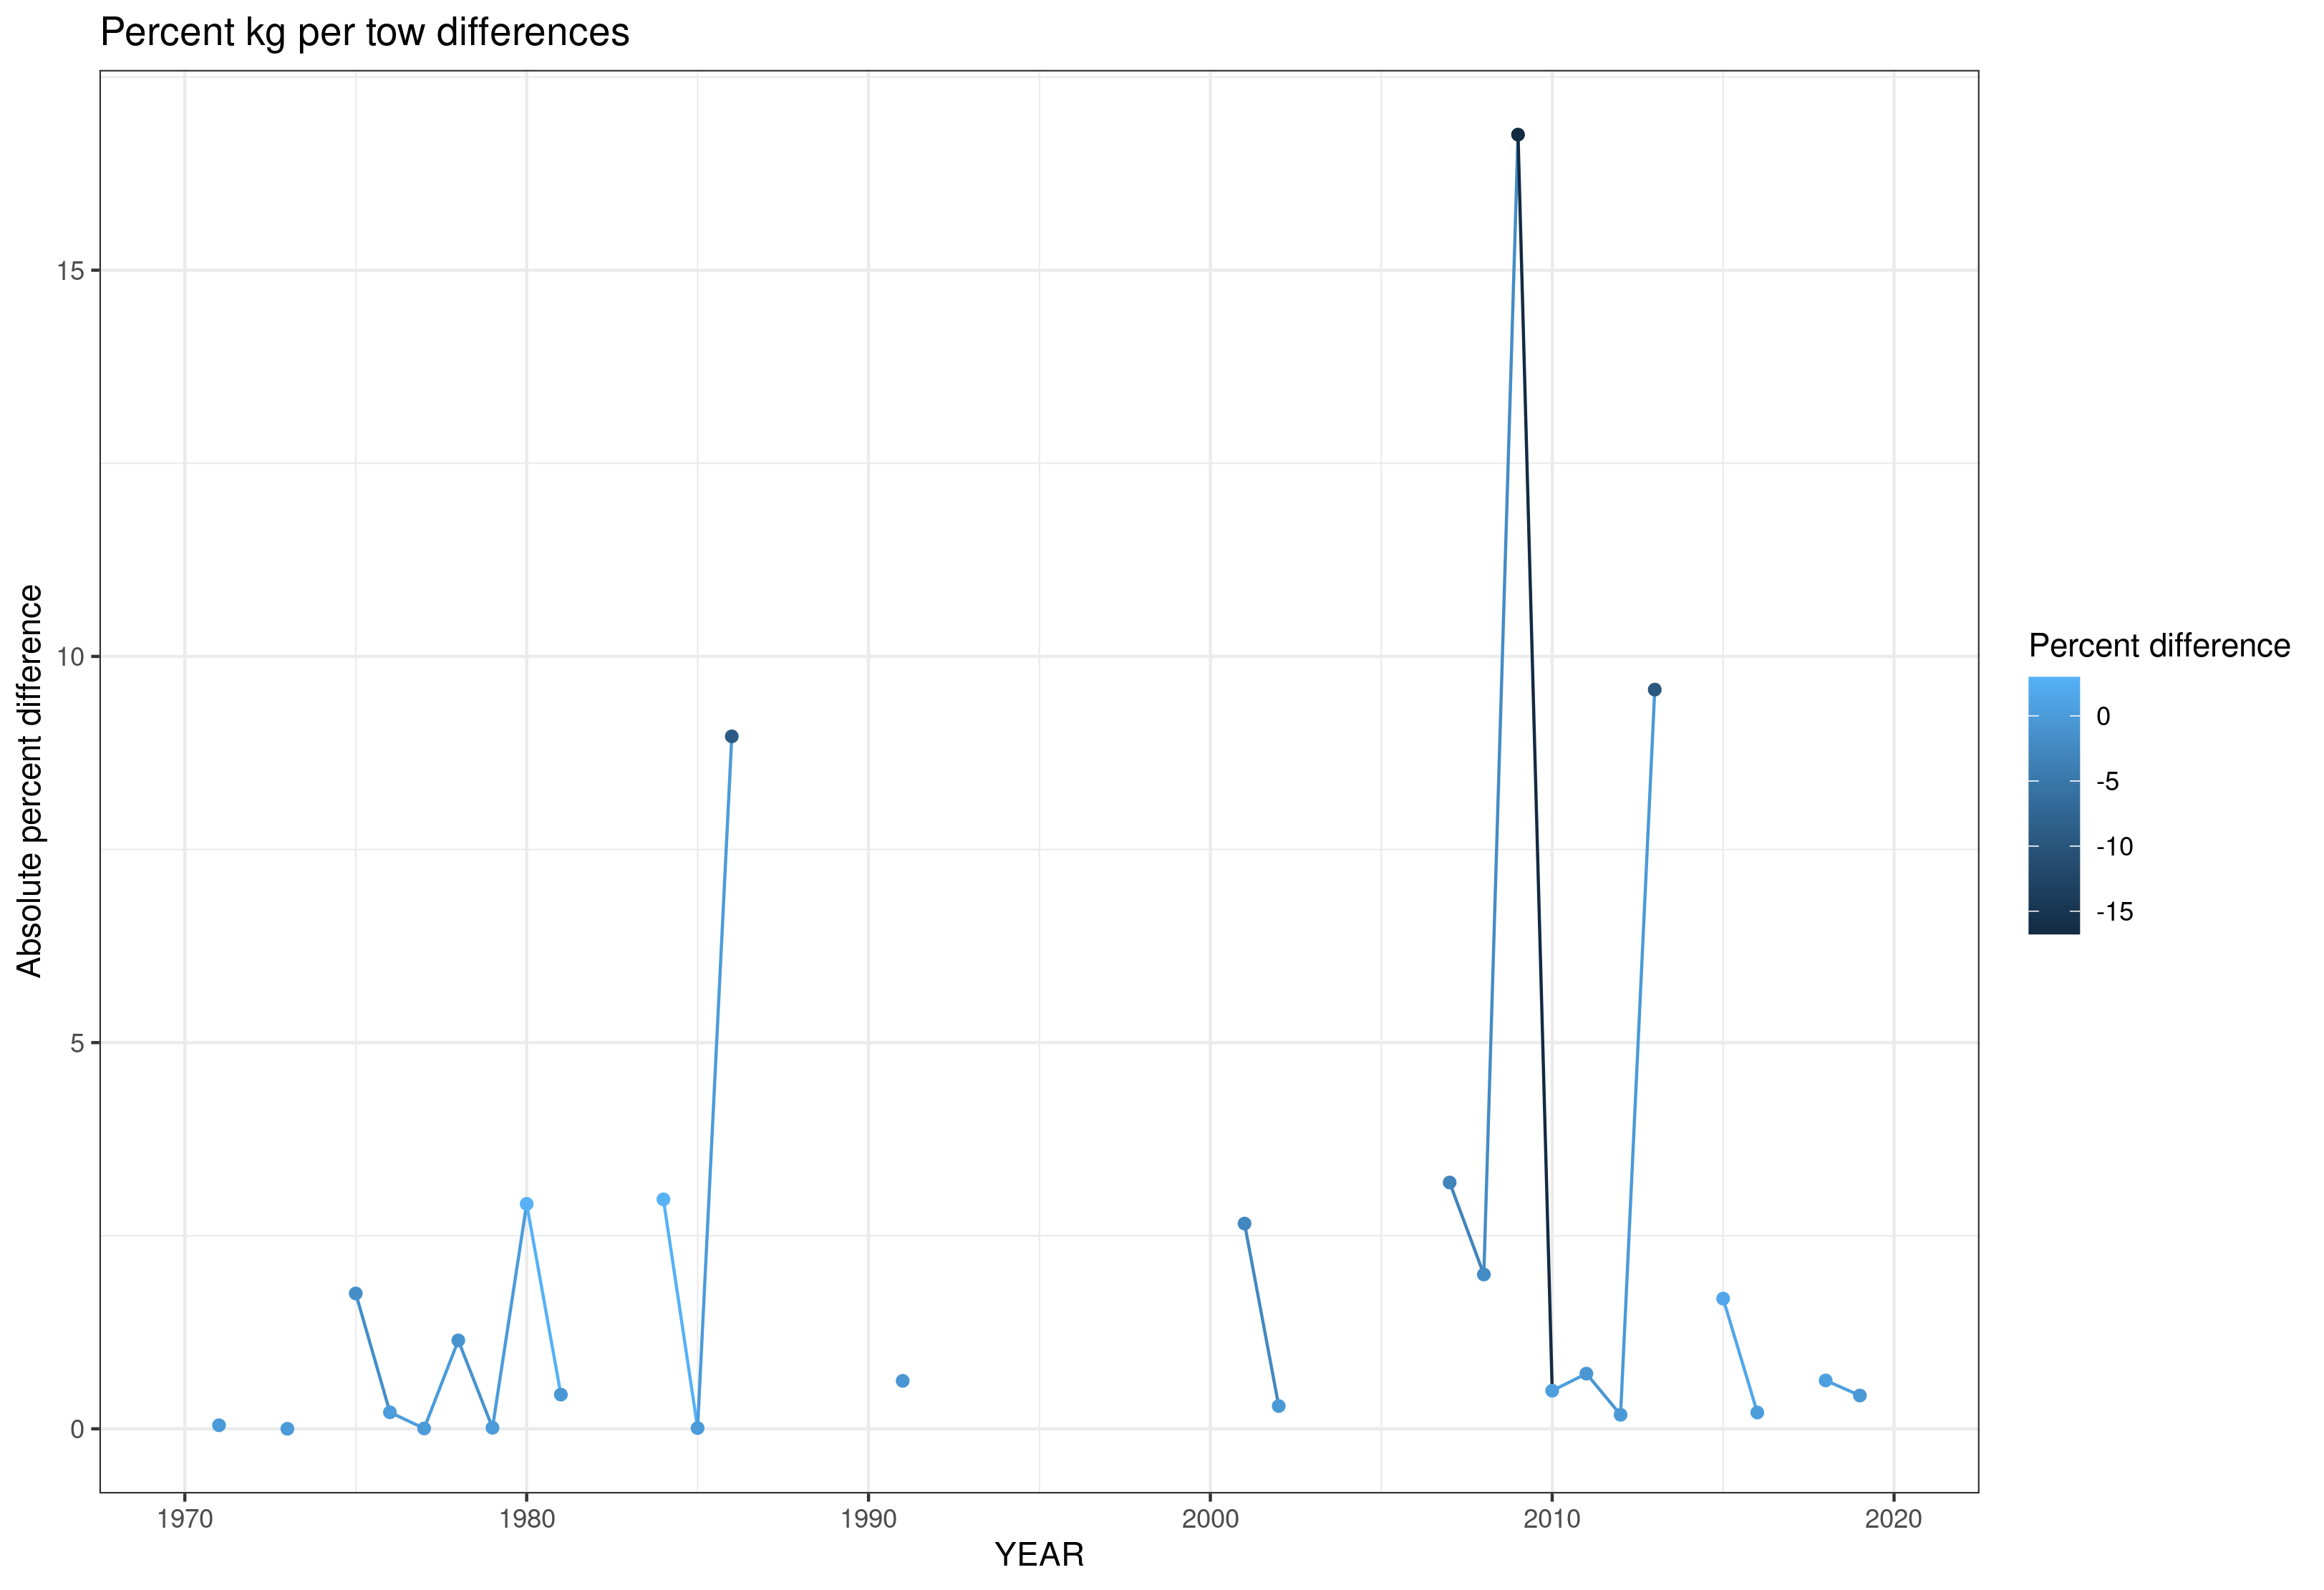 Percent kg per tow differences
Absolute percent difference
15
10
5
0
1970 1980 1990 2000 2010 2020
YEAR
Percent difference
0
-5
-10
-15